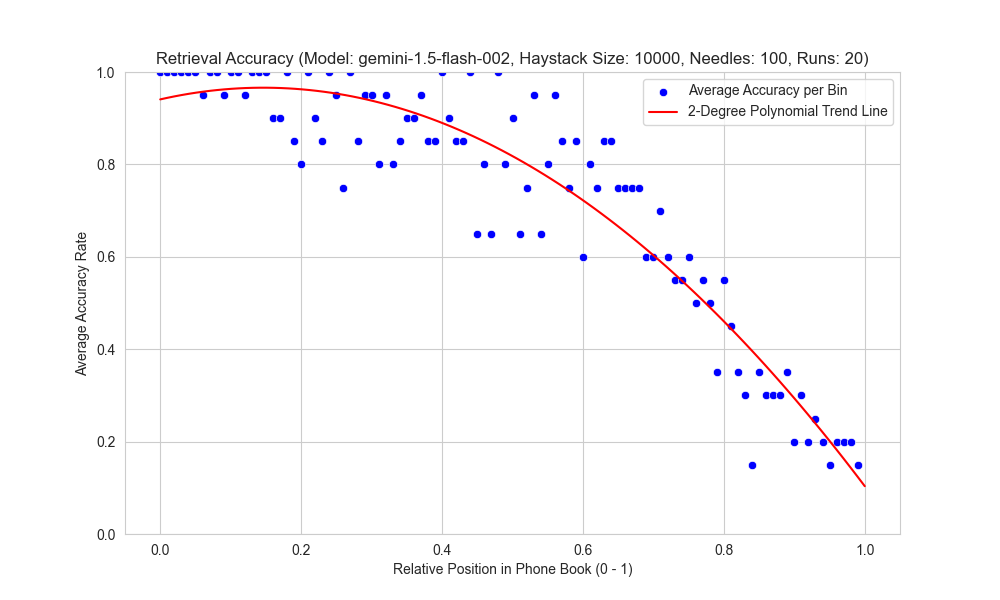 Retrieval Accuracy (Model: gemini-1.5-flash-002, Haystack Size: 10000, Needles: 100, Runs: 20)
Average Accuracy per Bin
2-Degree Polynomial Trend Line
1.0
0.8
0.6
0.4
0.2
0.0
Average Accuracy Rate
0.0 0.2 0.4 0.6 0.8 1.0
Relative Position in Phone Book (0 - 1)